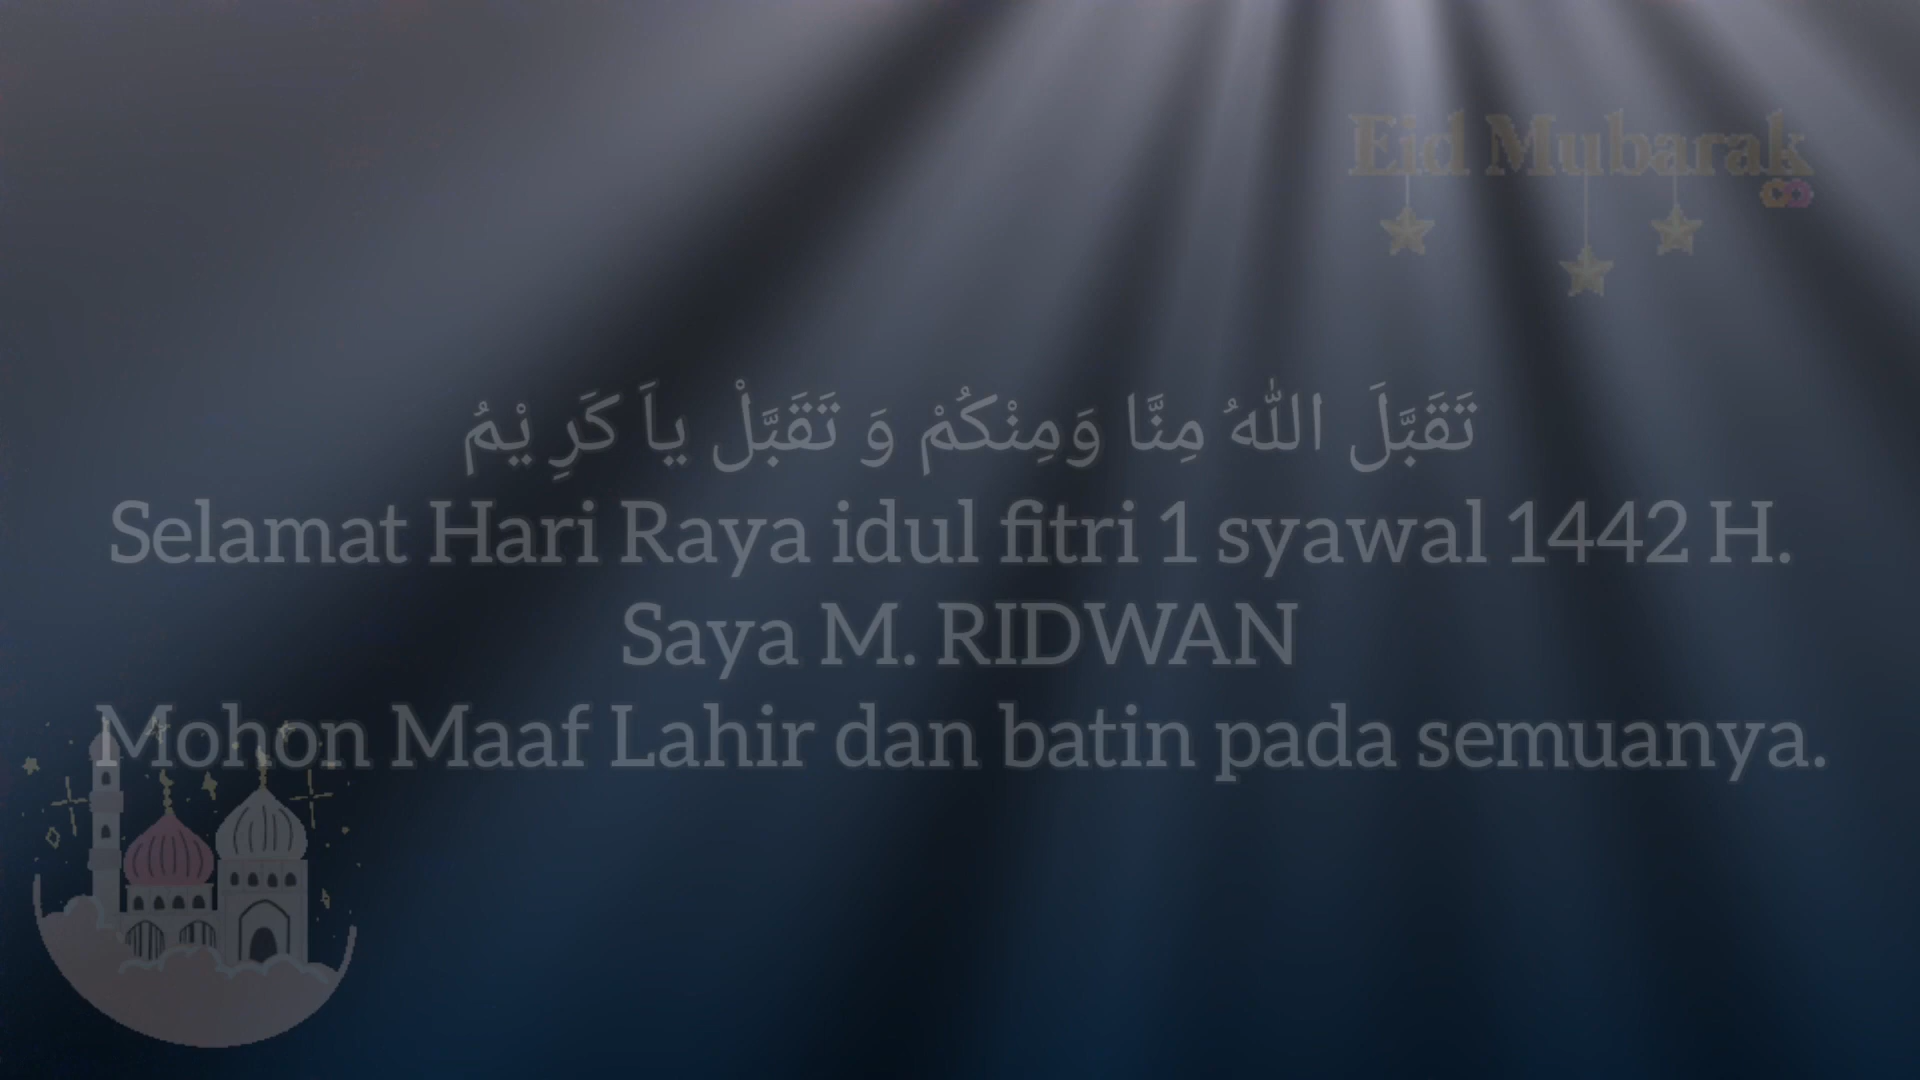 Eid Mubarak
تَقَبَّلَ اللّٰهُ مِنَّا وَمِنْكُمْ وَ تَقَبَّلْ ياَ كَرِ يْمُ
Selamat Hari Raya idul fitri 1 syawal 1442 H.
Saya M. RIDWAN
Mohon Maaf Lahir dan batin pada semuanya.